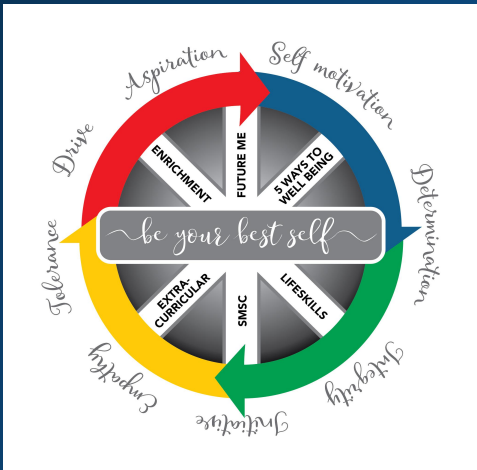 Aspiration
Self motivation
Drive
Determination
Tolerance
Integrity
Empathy
Initiative
ENRICHMENT
FUTURE ME
5 WAYS TO
WELL BEING
be your best self
EXTRA-
CURRICULAR
SMSC
LIFESKILLS